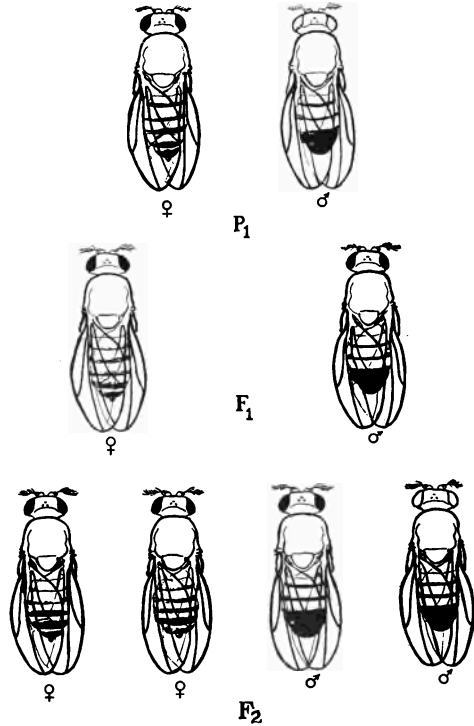 ♀ ♂
P1
♀ ♂
F1
♀ ♀ ♂ ♂
F2